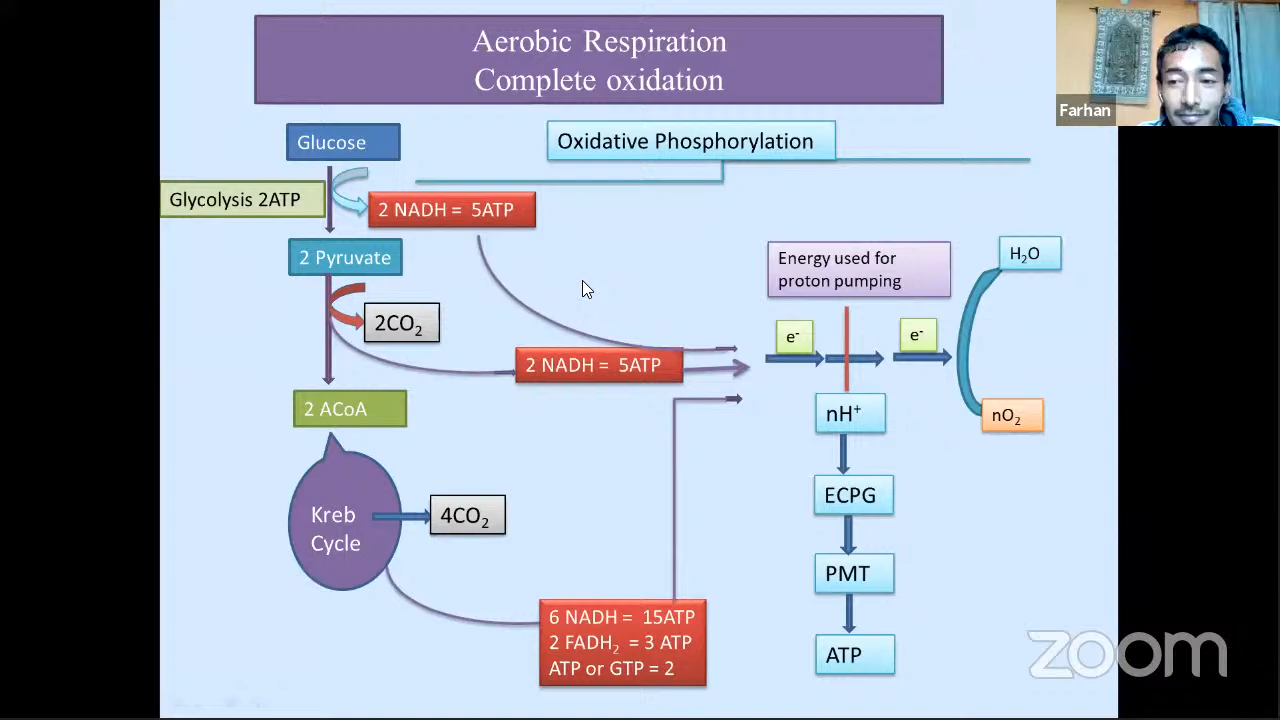 Aerobic Respiration
Complete oxidation
Farhan
Glucose
Oxidative Phosphorylation
Glycolysis 2ATP
2 NADH = 5ATP
2 Pyruvate
Energy used for
proton pumping
H₂O
2CO₂
e⁻
e⁻
2 NADH = 5ATP
2 ACoA
nH⁺
nO₂
ECPG
Kreb
Cycle
4CO₂
PMT
6 NADH = 15ATP
2 FADH₂ = 3 ATP
ATP or GTP = 2
ATP
zoom